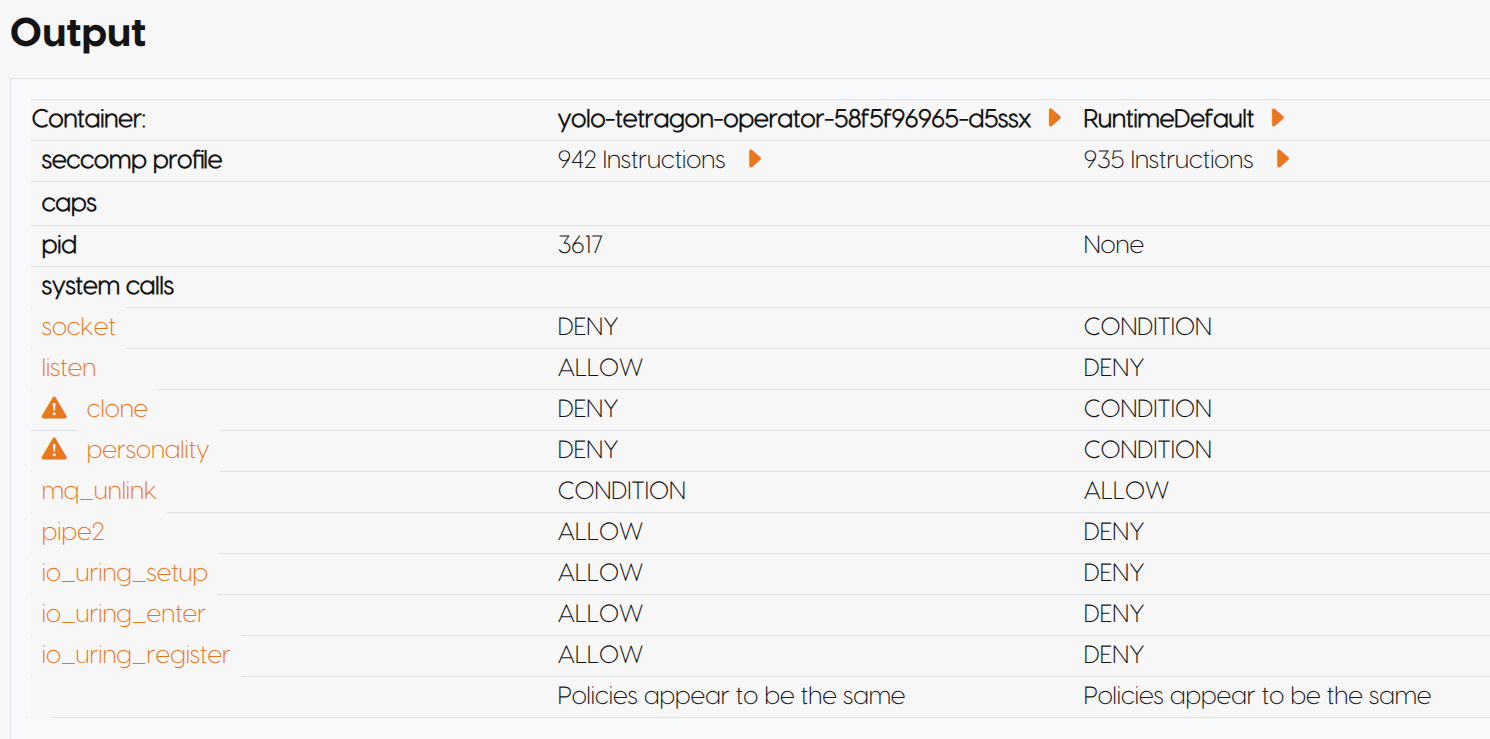 Output
Container: yolo-tetragon-operator-58f5f96965-d5ssx RuntimeDefault
seccomp profile 942 Instructions 935 Instructions
caps
pid 3617 None
system calls
socket DENY CONDITION
listen ALLOW DENY
clone DENY CONDITION
personality DENY CONDITION
mq_unlink CONDITION ALLOW
pipe2 ALLOW DENY
io_uring_setup ALLOW DENY
io_uring_enter ALLOW DENY
io_uring_register ALLOW DENY
Policies appear to be the same Policies appear to be the same